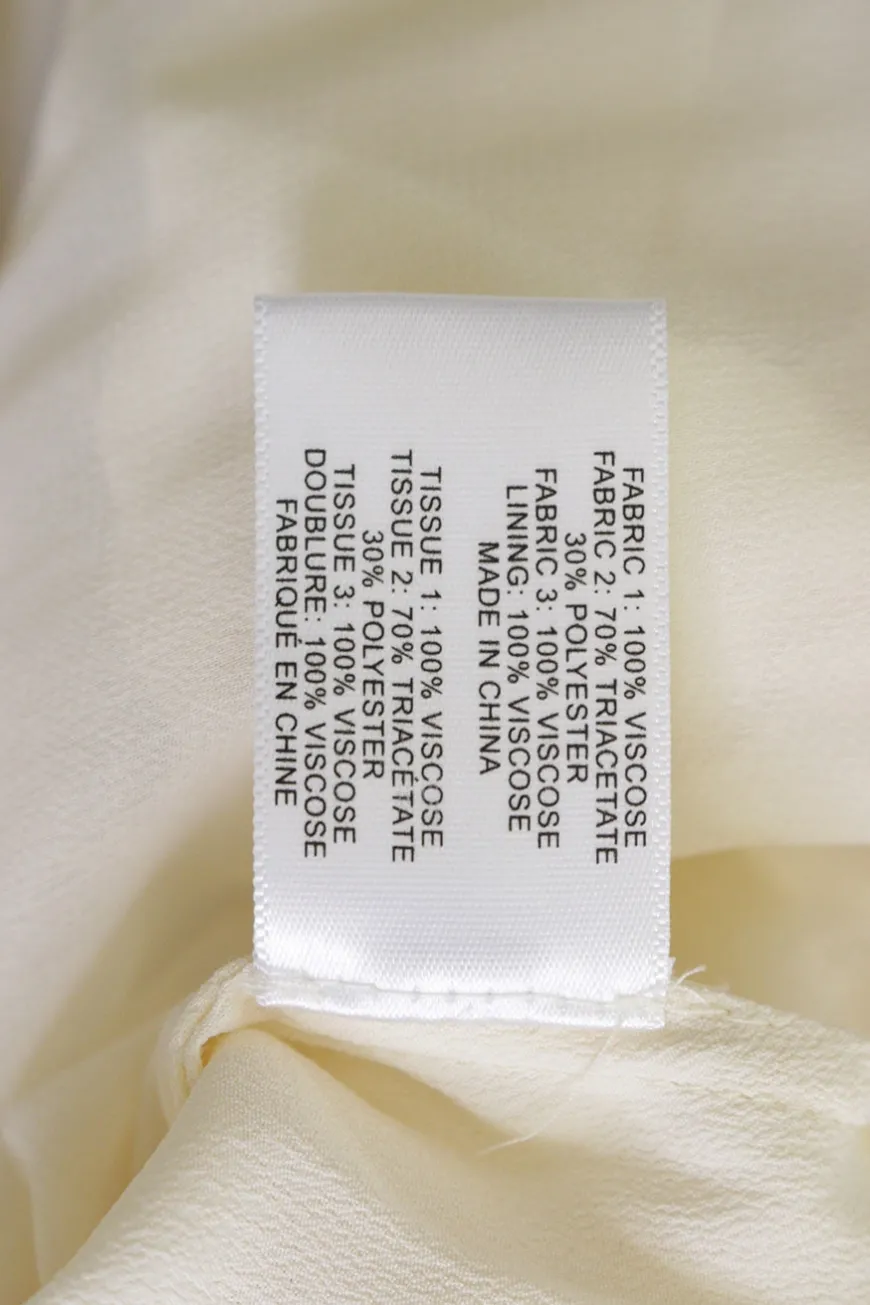 FABRIC 1: 100% VISCOSE
FABRIC 2: 70% TRIACETATE
30% POLYESTER
FABRIC 3: 100% VISCOSE
LINING: 100% VISCOSE
MADE IN CHINA
TISSUE 1: 100% VISCOSE
TISSUE 2: 70% TRIACÉTATE
30% POLYESTER
TISSUE 3: 100% VISCOSE
DOUBLURE: 100% VISCOSE
FABRIQUÉ EN CHINE